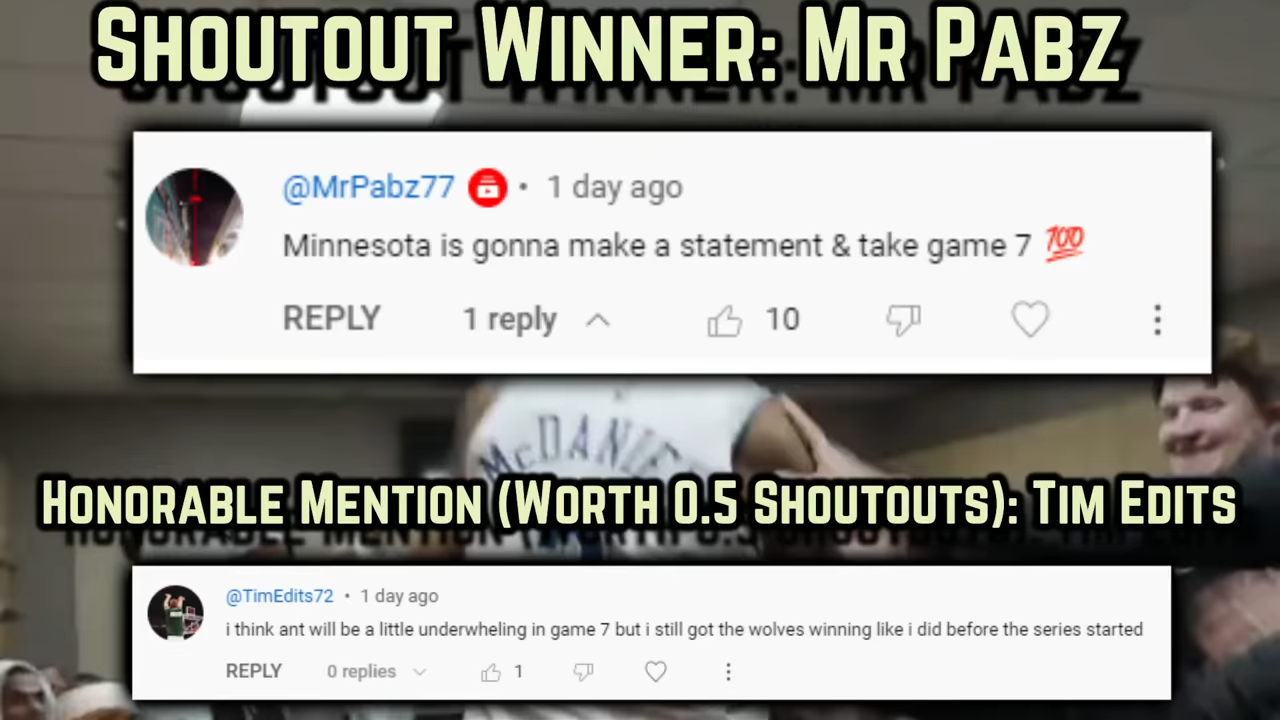 Shoutout Winner: Mr Pabz
@MrPabz77 • 1 day ago
Minnesota is gonna make a statement & take game 7 💯
REPLY 1 reply 10
McDANIE
Honorable Mention (Worth 0.5 Shoutouts): Tim Edits
@TimEdits72 • 1 day ago
i think ant will be a little underwheling in game 7 but i still got the wolves winning like i did before the series started
REPLY 0 replies 1